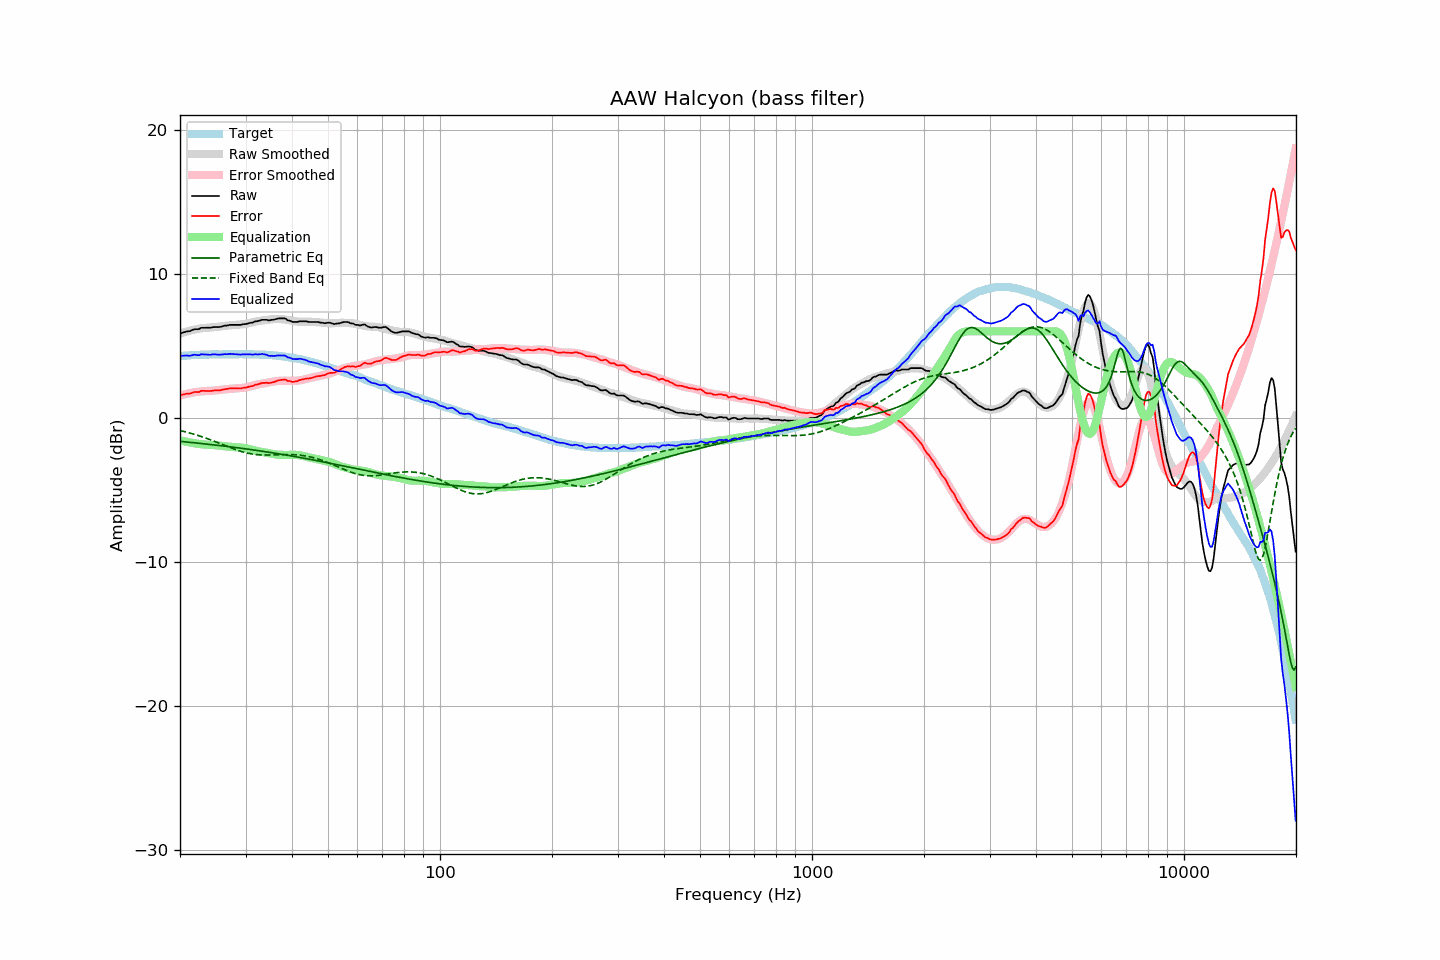 AAW Halcyon (bass filter)
Target
Raw Smoothed
Error Smoothed
Raw
Error
Equalization
Parametric Eq
Fixed Band Eq
Equalized
20
10
0
−10
−20
−30
Amplitude (dBr)
100
1000
10000
Frequency (Hz)